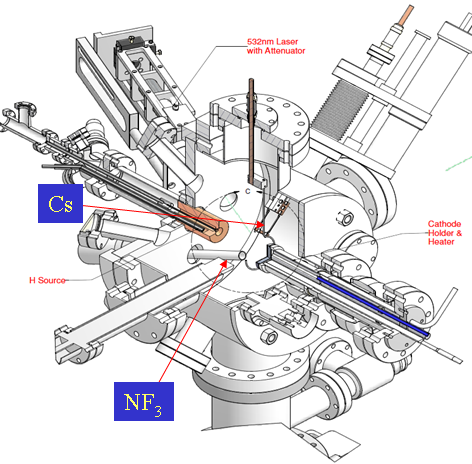 532nm Laser
with Attenuator
Cs
C
Cathode
Holder &
Heater
H Source
NF3